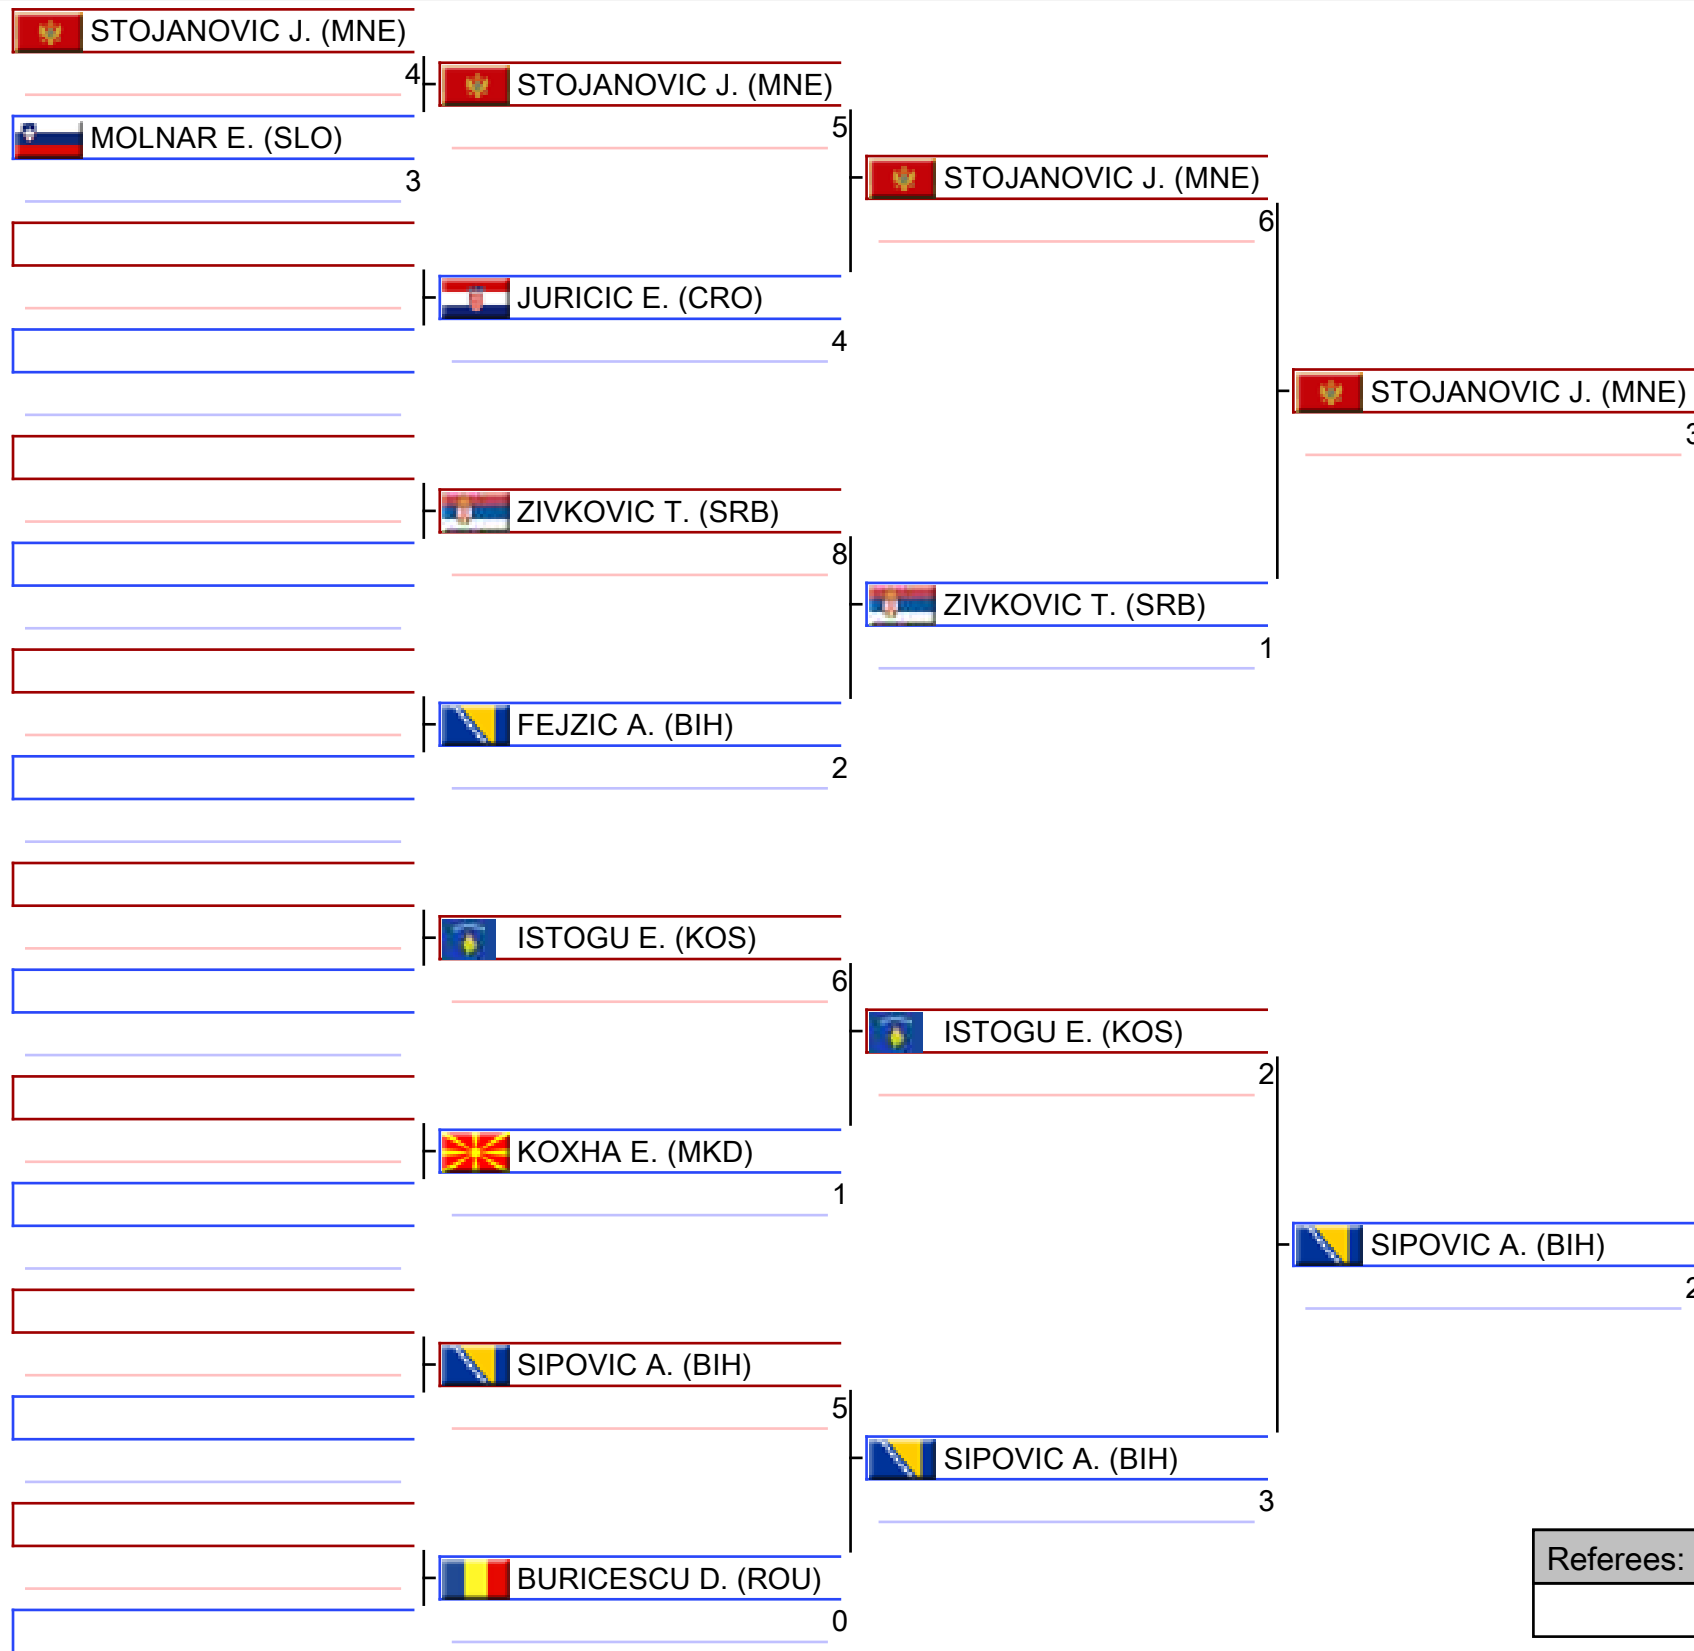 STOJANOVIC J. (MNE)
4
MOLNAR E. (SLO)
3
STOJANOVIC J. (MNE)
5
JURICIC E. (CRO)
4
ZIVKOVIC T. (SRB)
8
FEJZIC A. (BIH)
2
ISTOGU E. (KOS)
6
KOXHA E. (MKD)
1
SIPOVIC A. (BIH)
5
BURICESCU D. (ROU)
0
STOJANOVIC J. (MNE)
6
ZIVKOVIC T. (SRB)
1
ISTOGU E. (KOS)
2
SIPOVIC A. (BIH)
3
STOJANOVIC J. (MNE)
3
SIPOVIC A. (BIH)
2
Referees: